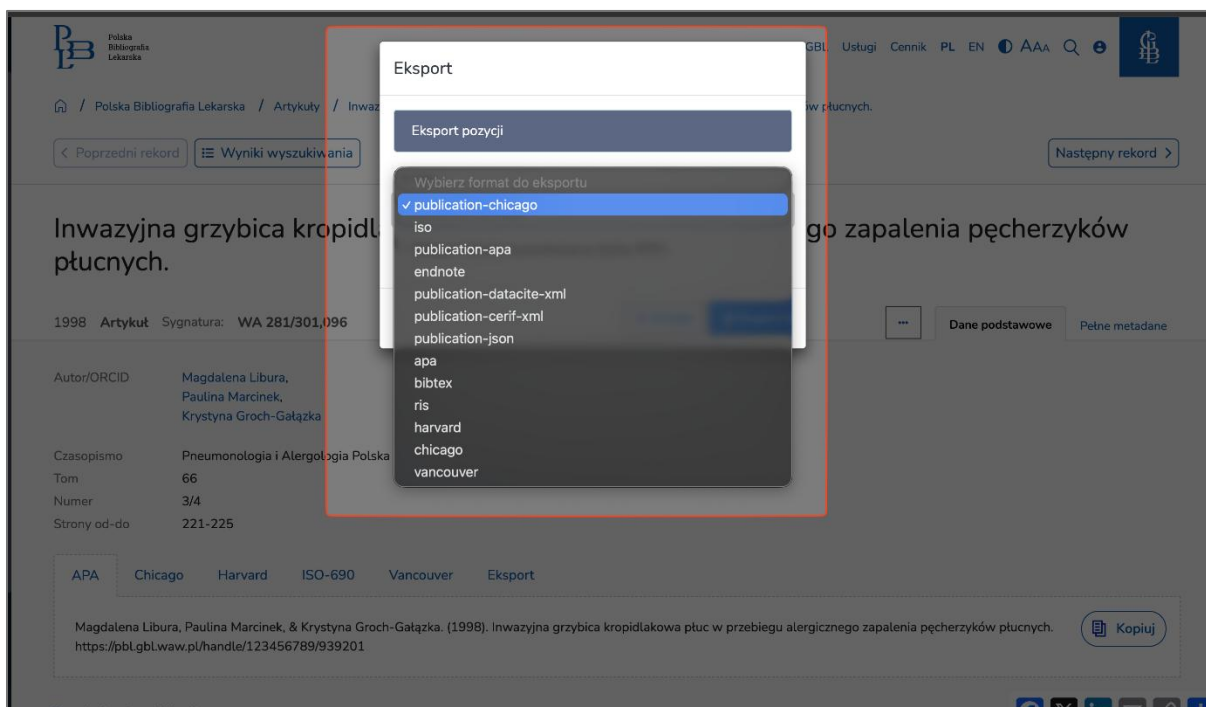 Polska
Bibliografia
Lekarska
GBL Usługi Cennik PL EN AAA
Eksport
/ Polska Bibliografia Lekarska / Artykuły / Inwaz
w płucnych.
Eksport pozycji
< Poprzedni rekord
Wyniki wyszukiwania
Następny rekord >
Wybierz format do eksportu
✓ publication-chicago
iso
publication-apa
endnote
publication-datacite-xml
publication-cerif-xml
publication-json
apa
bibtex
ris
harvard
chicago
vancouver
Inwazyjna grzybica kropidl
go zapalenia pęcherzyków
płucnych.
1998 Artykuł Sygnatura: WA 281/301,096
... Dane podstawowe Pełne metadane
Autor/ORCID Magdalena Libura,
Paulina Marcinek,
Krystyna Groch-Gałązka
Czasopismo Pneumonologia i Alergologia Polska
Tom 66
Numer 3/4
Strony od-do 221-225
APA Chicago Harvard ISO-690 Vancouver Eksport
Magdalena Libura, Paulina Marcinek, & Krystyna Groch-Gałązka. (1998). Inwazyjna grzybica kropidlakowa płuc w przebiegu alergicznego zapalenia pęcherzyków płucnych.
https://pbl.gbl.waw.pl/handle/123456789/939201
Kopiuj